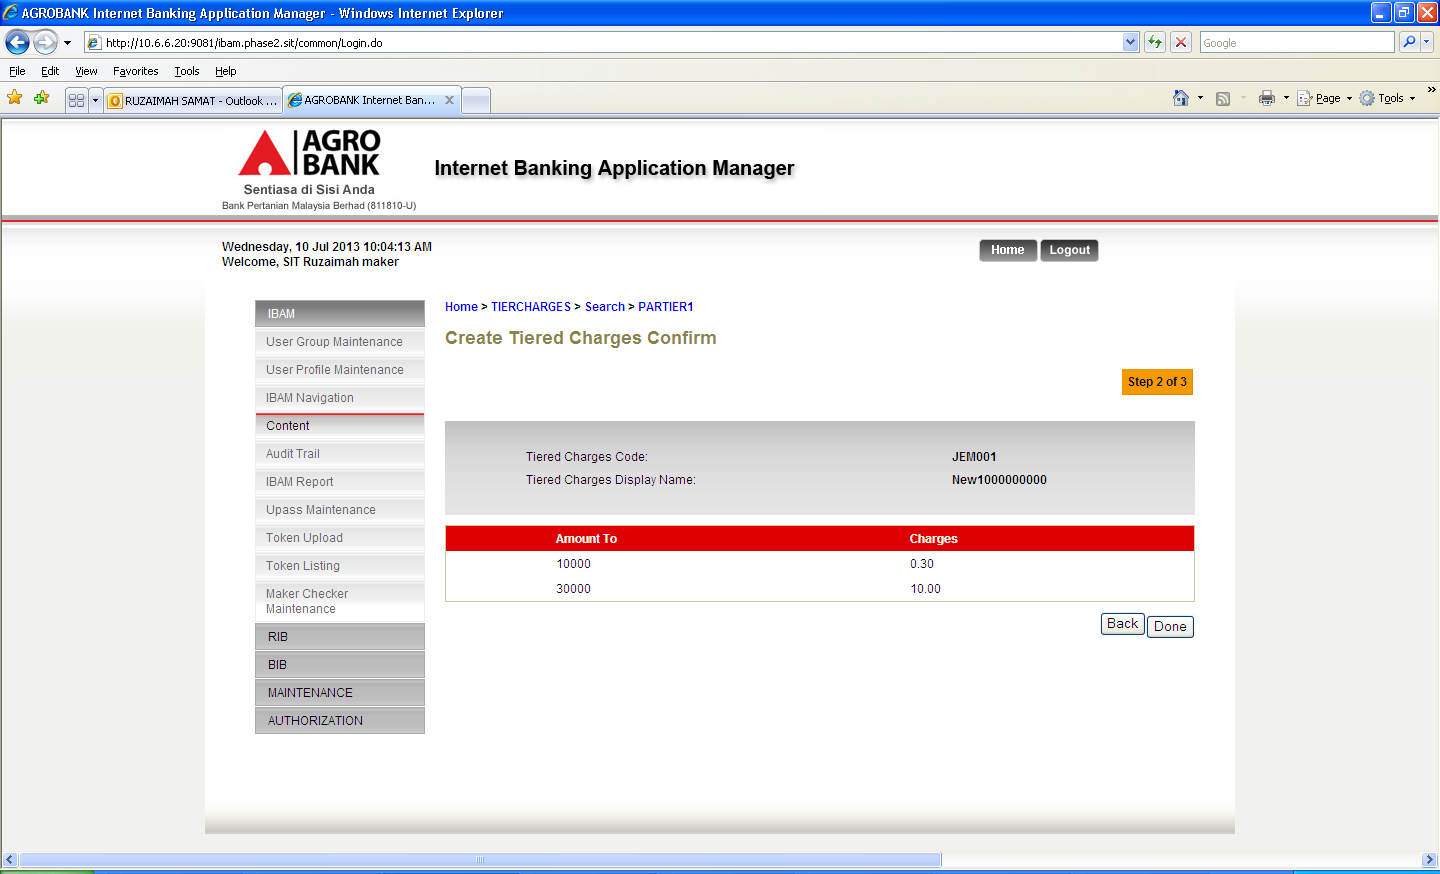 AGROBANK Internet Banking Application Manager - Windows Internet Explorer
http://10.6.6.20:9081/ibam.phase2.sit/common/Login.do
Google
File Edit View Favorites Tools Help
RUZAIMAH SAMAT - Outlook ...
AGROBANK Internet Ban...
Page Tools
AGRO
BANK
Sentiasa di Sisi Anda
Bank Pertanian Malaysia Berhad (811810-U)
Internet Banking Application Manager
Wednesday, 10 Jul 2013 10:04:13 AM
Welcome, SIT Ruzaimah maker
Home Logout
IBAM
User Group Maintenance
User Profile Maintenance
IBAM Navigation
Content
Audit Trail
IBAM Report
Upass Maintenance
Token Upload
Token Listing
Maker Checker
Maintenance
RIB
BIB
MAINTENANCE
AUTHORIZATION
Home > TIERCHARGES > Search > PARTIER1
Create Tiered Charges Confirm
Step 2 of 3
Tiered Charges Code: JEM001
Tiered Charges Display Name: New1000000000
Amount To Charges
10000 0.30
30000 10.00
Back Done